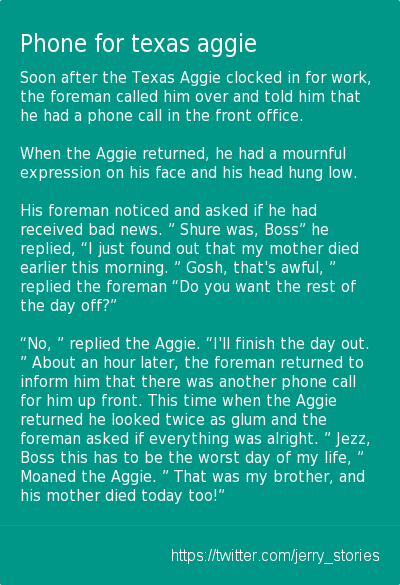 Phone for texas aggie
Soon after the Texas Aggie clocked in for work,
the foreman called him over and told him that
he had a phone call in the front office.
When the Aggie returned, he had a mournful
expression on his face and his head hung low.
His foreman noticed and asked if he had
received bad news. ” Shure was, Boss” he
replied, “I just found out that my mother died
earlier this morning. ” Gosh, that's awful, ”
replied the foreman “Do you want the rest of
the day off?”
“No, ” replied the Aggie. “I'll finish the day out.
” About an hour later, the foreman returned to
inform him that there was another phone call
for him up front. This time when the Aggie
returned he looked twice as glum and the
foreman asked if everything was alright. ” Jezz,
Boss this has to be the worst day of my life, ”
Moaned the Aggie. ” That was my brother, and
his mother died today too!”
https://twitter.com/jerry_stories